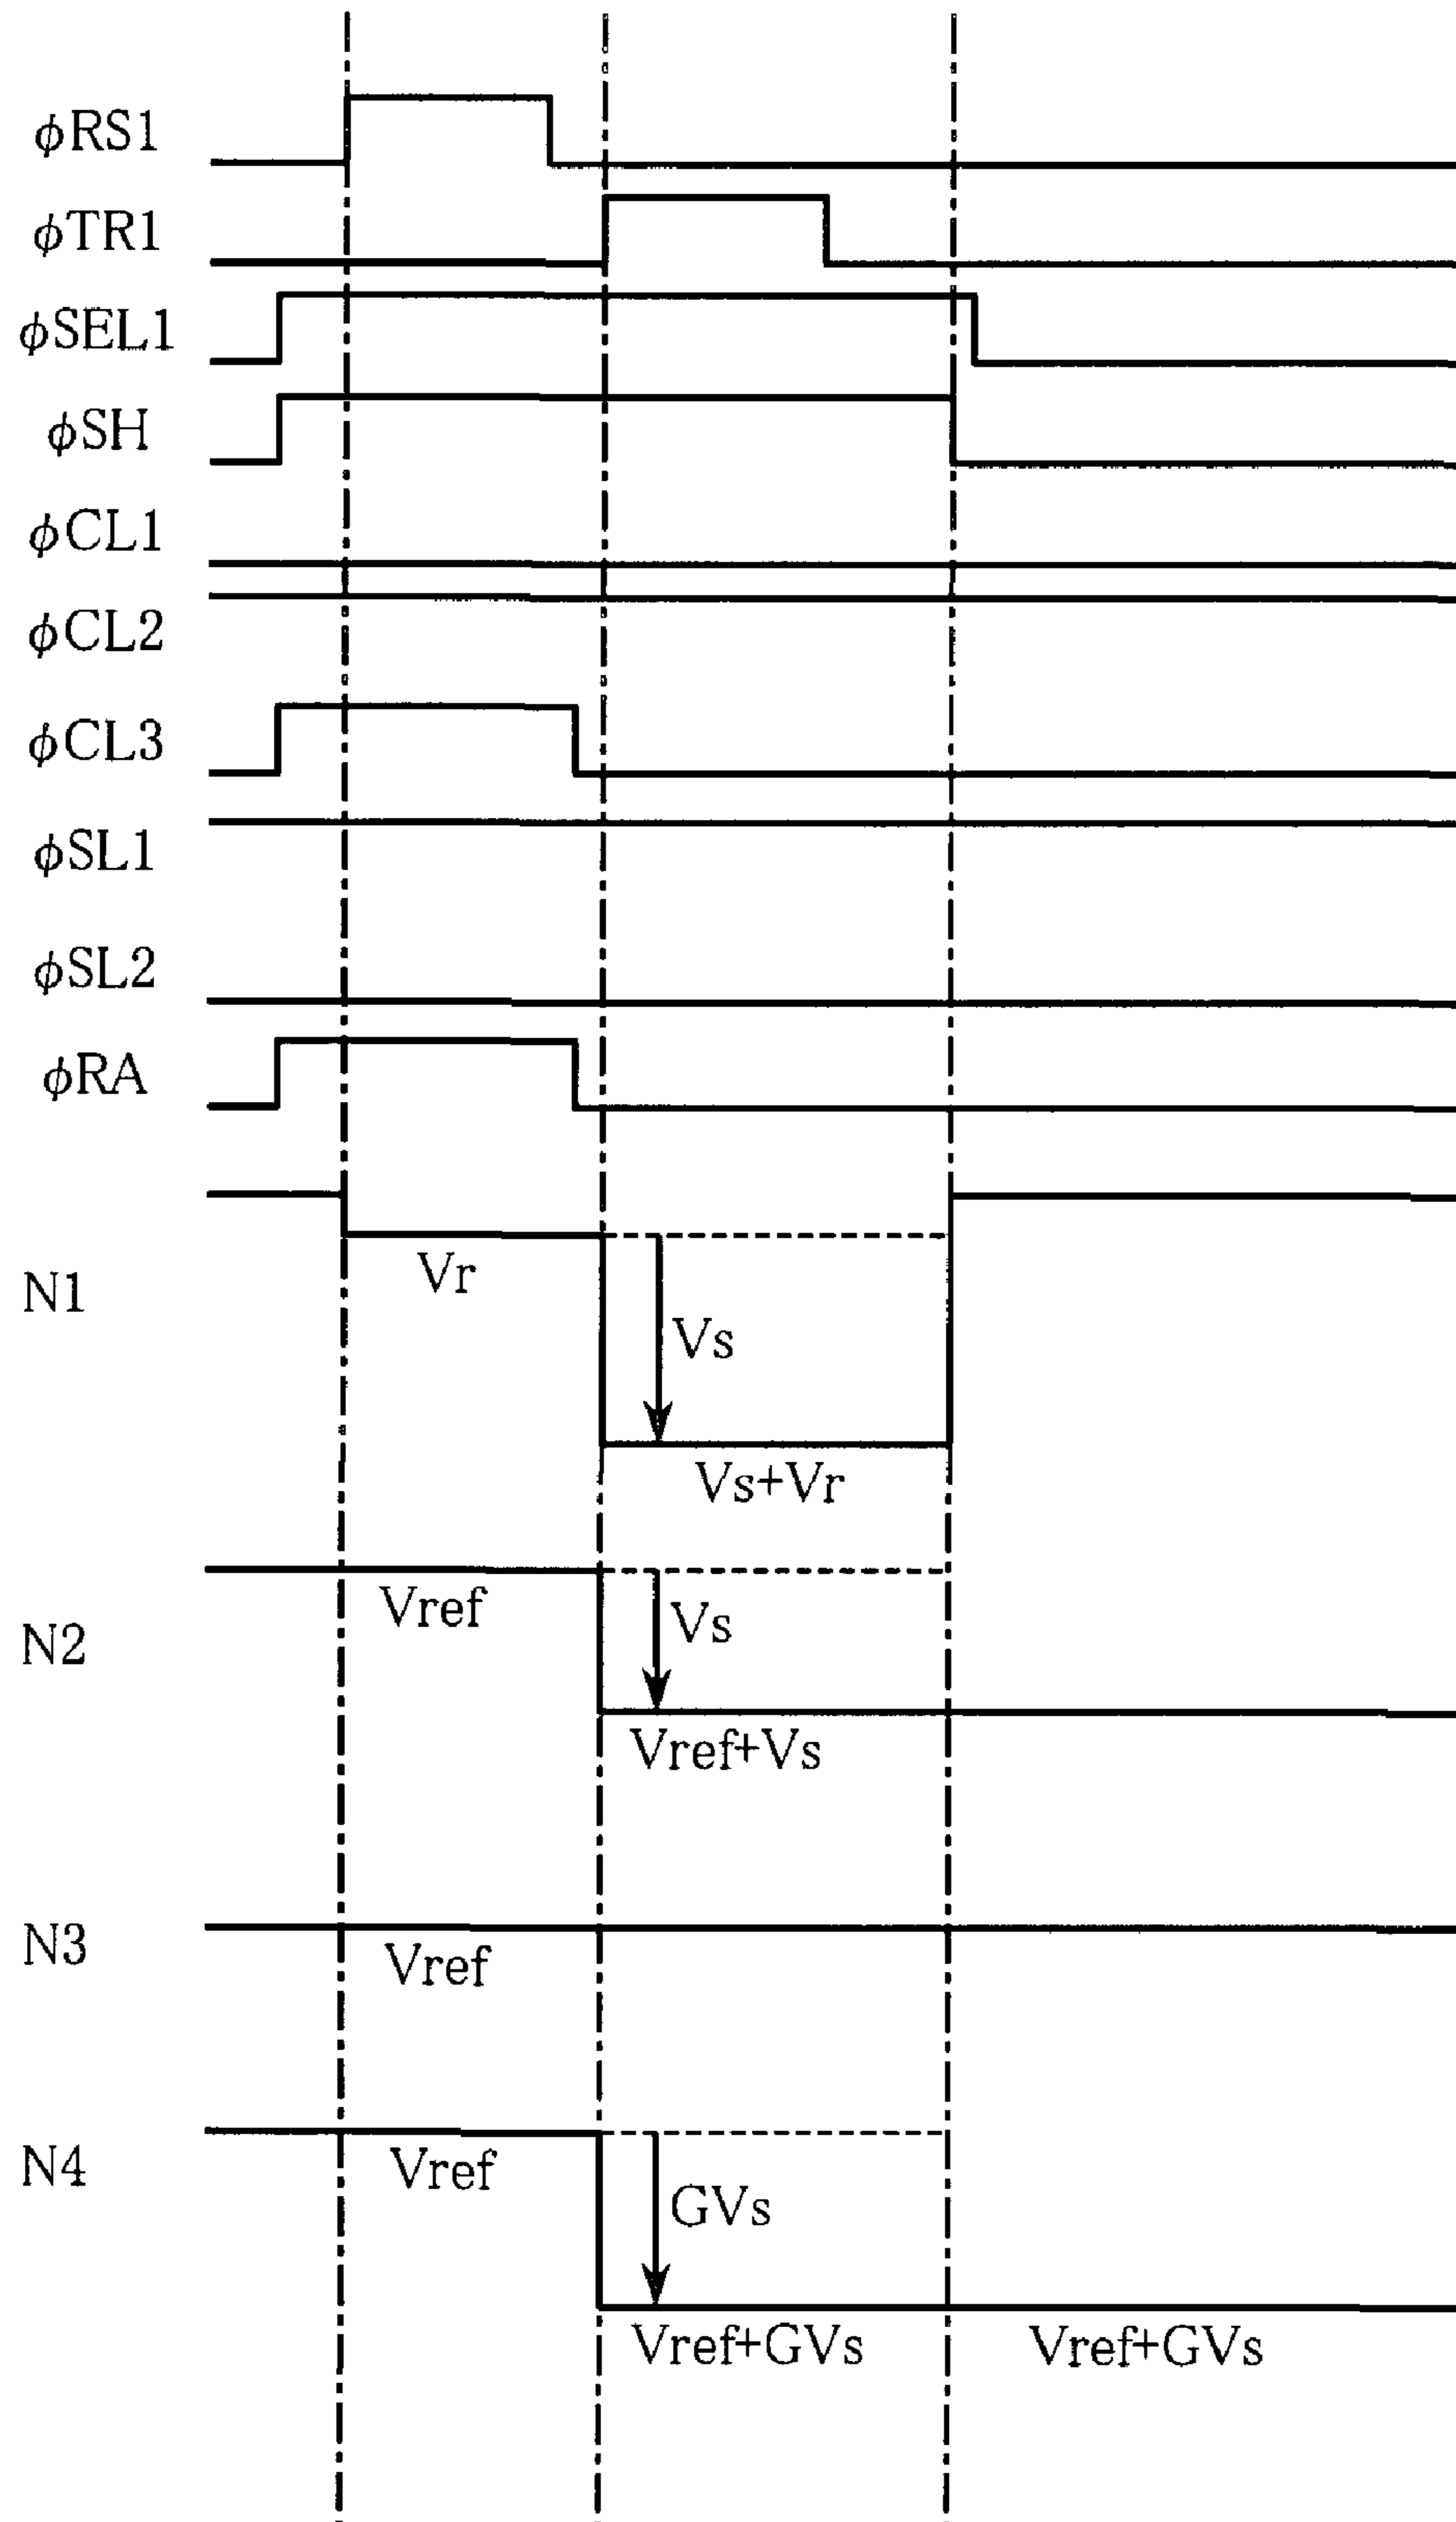 φRS1
φTR1
φSEL1
φSH
φCL1
φCL2
φCL3
φSL1
φSL2
φRA
N1
Vr
Vs
Vs+Vr
N2
Vref
Vs
Vref+Vs
N3
Vref
N4
Vref
GVs
Vref+GVs Vref+GVs